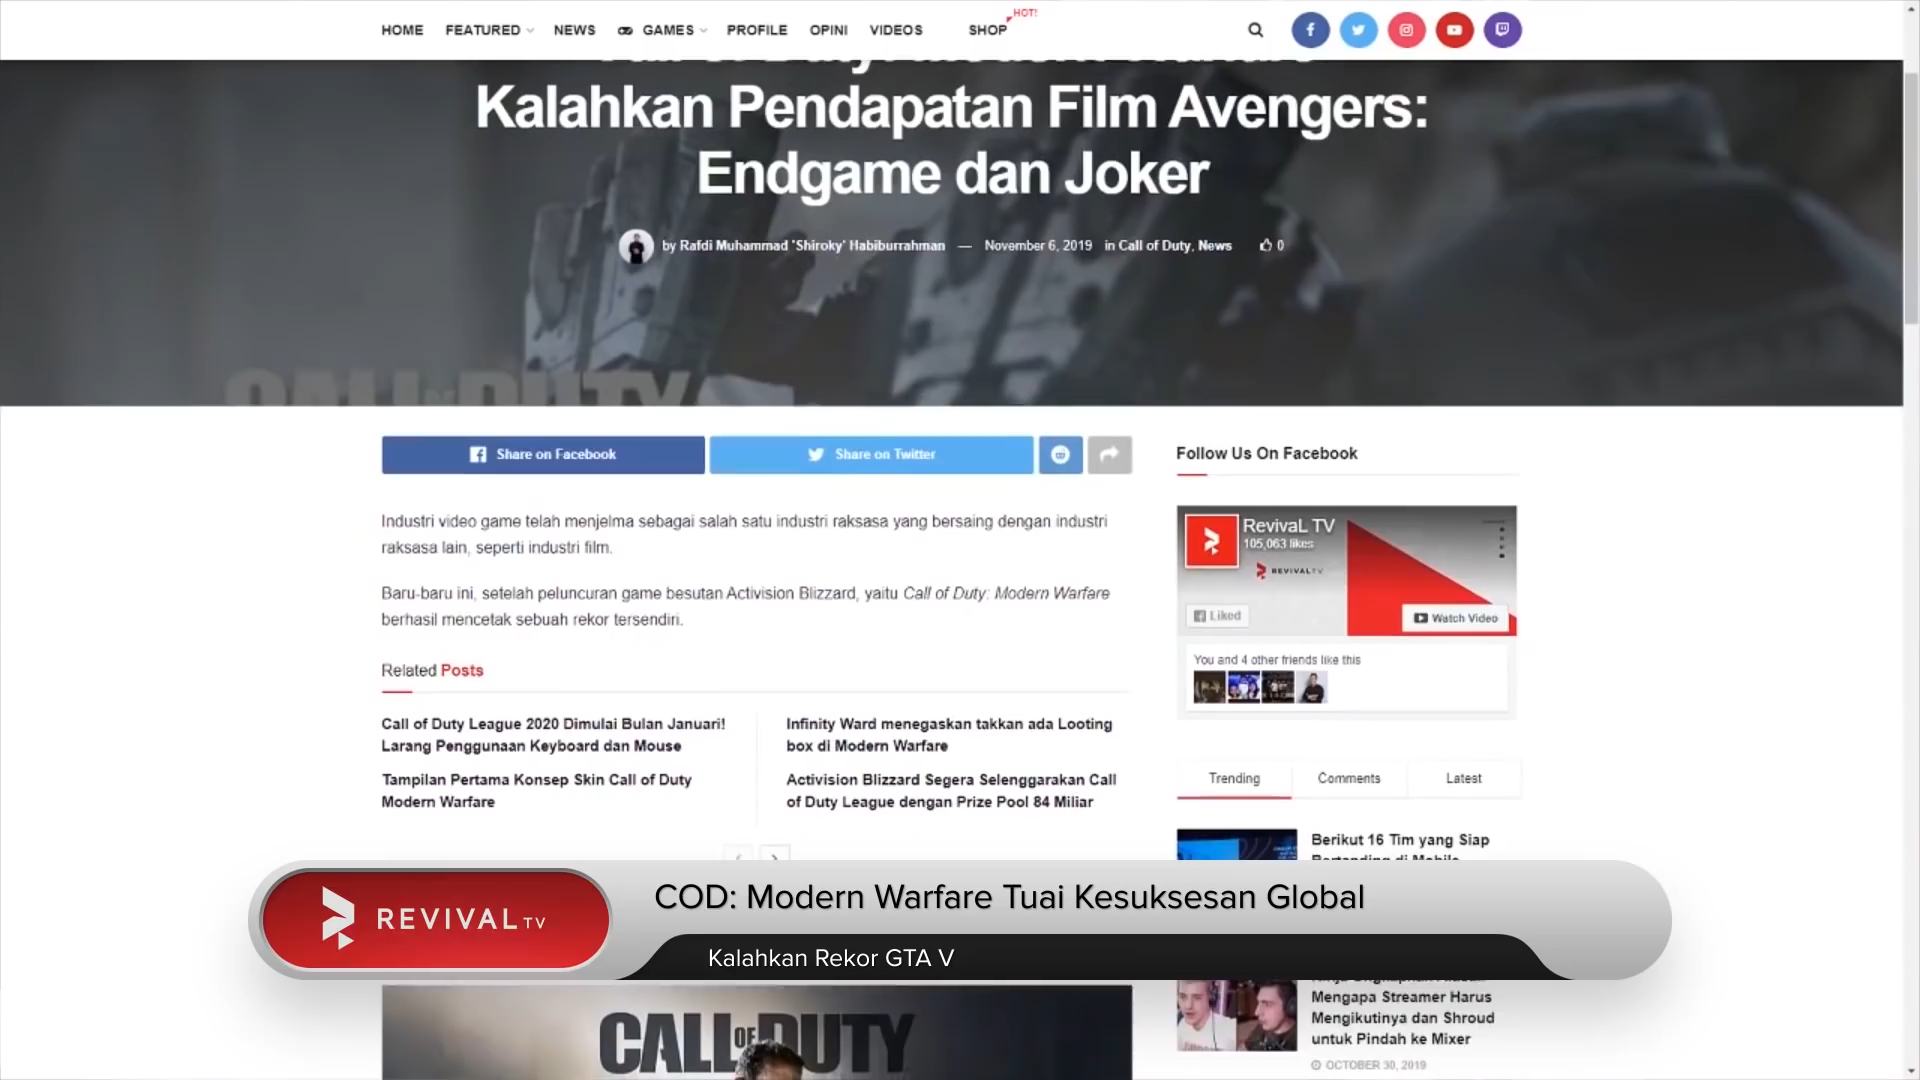 HOME FEATURED NEWS GAMES PROFILE OPINI VIDEOS SHOP HOT!
Kalahkan Pendapatan Film Avengers:
Endgame dan Joker
by Rafdi Muhammad 'Shiroky' Habiburrahman — November 6, 2019 in Call of Duty, News 0
CALL OF DUTY
Share on Facebook Share on Twitter
Industri video game telah menjelma sebagai salah satu industri raksasa yang bersaing dengan industri
raksasa lain, seperti industri film.
Baru-baru ini, setelah peluncuran game besutan Activision Blizzard, yaitu Call of Duty: Modern Warfare
berhasil mencetak sebuah rekor tersendiri.
Related Posts
Call of Duty League 2020 Dimulai Bulan Januari!
Larang Penggunaan Keyboard dan Mouse
Tampilan Pertama Konsep Skin Call of Duty
Modern Warfare
Infinity Ward menegaskan takkan ada Looting
box di Modern Warfare
Activision Blizzard Segera Selenggarakan Call
of Duty League dengan Prize Pool 84 Miliar
Follow Us On Facebook
RevivaL TV
105,063 likes
REVIVALTV
Liked
Watch Video
You and 4 other friends like this
Trending Comments Latest
Berikut 16 Tim yang Siap
Bertanding di Mobile
Mengapa Streamer Harus
Mengikutinya dan Shroud
untuk Pindah ke Mixer
OCTOBER 30, 2019
REVIVAL TV
COD: Modern Warfare Tuai Kesuksesan Global
Kalahkan Rekor GTA V
CALL OF DUTY